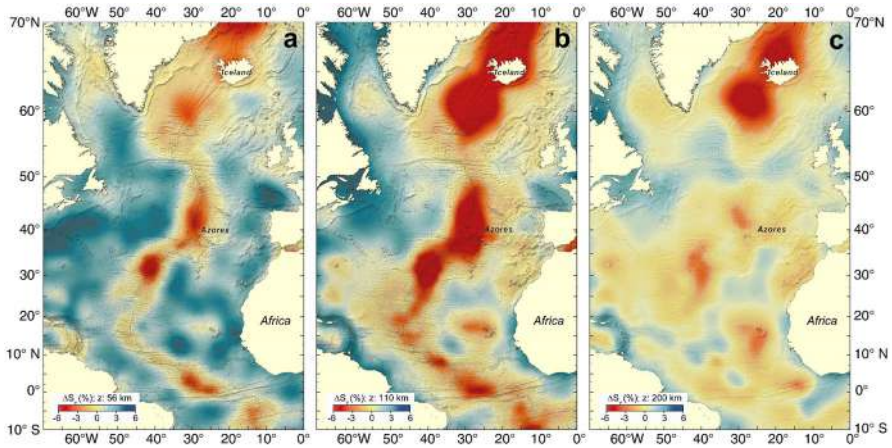 60°W 50° 40° 30° 20° 10° 0° 60°W 50° 40° 30° 20° 10° 0° 60°W 50° 40° 30° 20° 10° 0°
70°N a b c 70°N
Iceland Iceland Iceland
60° 60°
50° 50°
40° 40°
Azores Azores Azores
30° 30°
20° 20°
Africa Africa Africa
10° N 10° N
0° 0°
ΔSv (%): z: 56 km ΔSv (%): z: 110 km ΔSv (%): z: 200 km
-6 -3 0 3 6 -6 -3 0 3 6 -6 -3 0 3 6
10° S 10° S
60°W 50° 40° 30° 20° 10° 0° 60°W 50° 40° 30° 20° 10° 0° 60°W 50° 40° 30° 20° 10° 0°